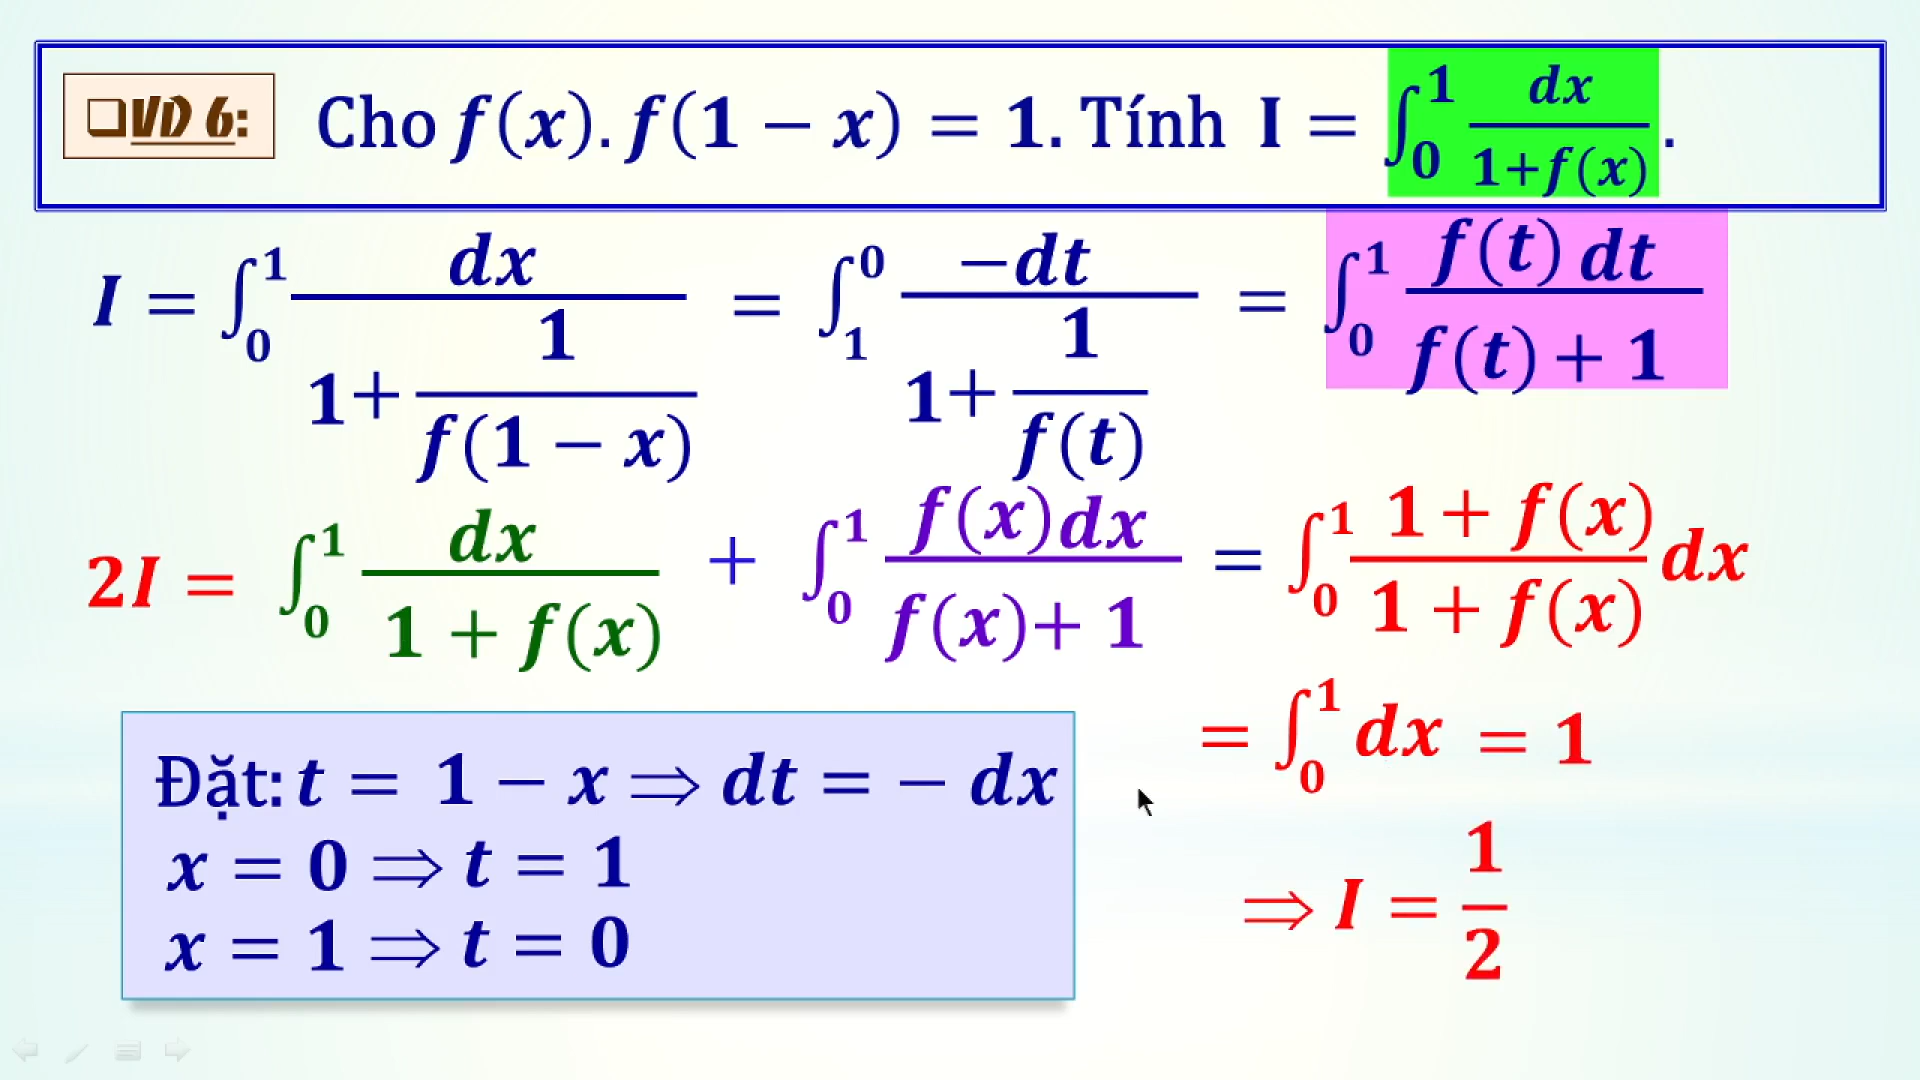 ❑VD 6: Cho f(x).f(1 − x) = 1. Tính I = ∫₀¹ dx/(1+f(x)).
I = ∫₀¹ dx/(1+ 1/f(1 − x)) = ∫₁⁰ −dt/(1+ 1/f(t)) = ∫₀¹ f(t) dt/(f(t) + 1)
2I = ∫₀¹ dx/(1 + f(x)) + ∫₀¹ f(x)dx/(f(x)+ 1) = ∫₀¹ (1 + f(x))/(1 + f(x)) dx
= ∫₀¹ dx = 1
⇒ I = 1/2
Đặt: t = 1 − x ⇒ dt = − dx
x = 0 ⇒ t = 1
x = 1 ⇒ t = 0